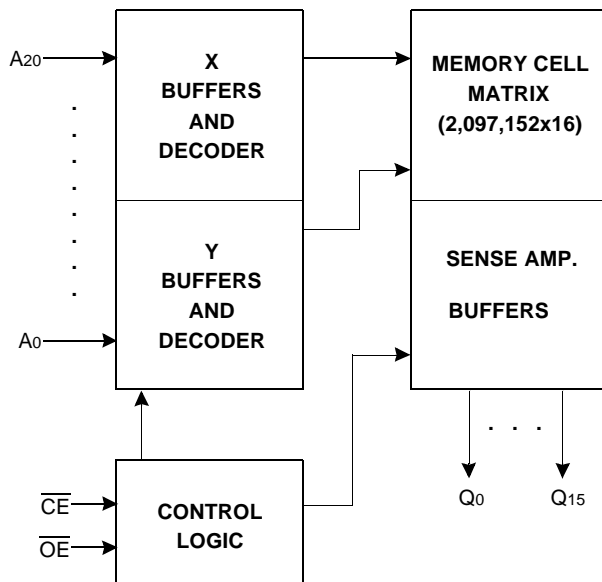 A20
X
BUFFERS
AND
DECODER
MEMORY CELL
MATRIX
(2,097,152x16)
Y
BUFFERS
AND
DECODER
SENSE AMP.
BUFFERS
A0
CE
OE
CONTROL
LOGIC
Q0
. . .
Q15